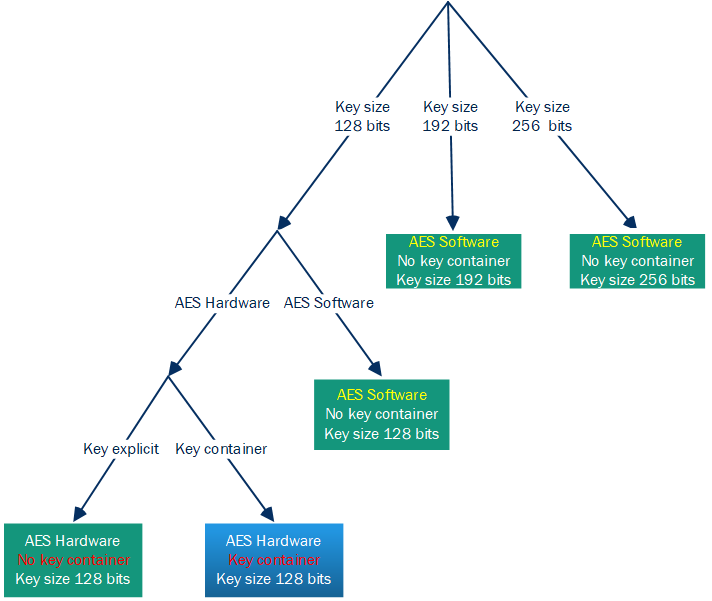 Key size
128 bits
Key size
192 bits
Key size
256 bits
AES Software
No key container
Key size 192 bits
AES Software
No key container
Key size 256 bits
AES Hardware
AES Software
AES Software
No key container
Key size 128 bits
Key explicit
Key container
AES Hardware
No key container
Key size 128 bits
AES Hardware
Key container
Key size 128 bits